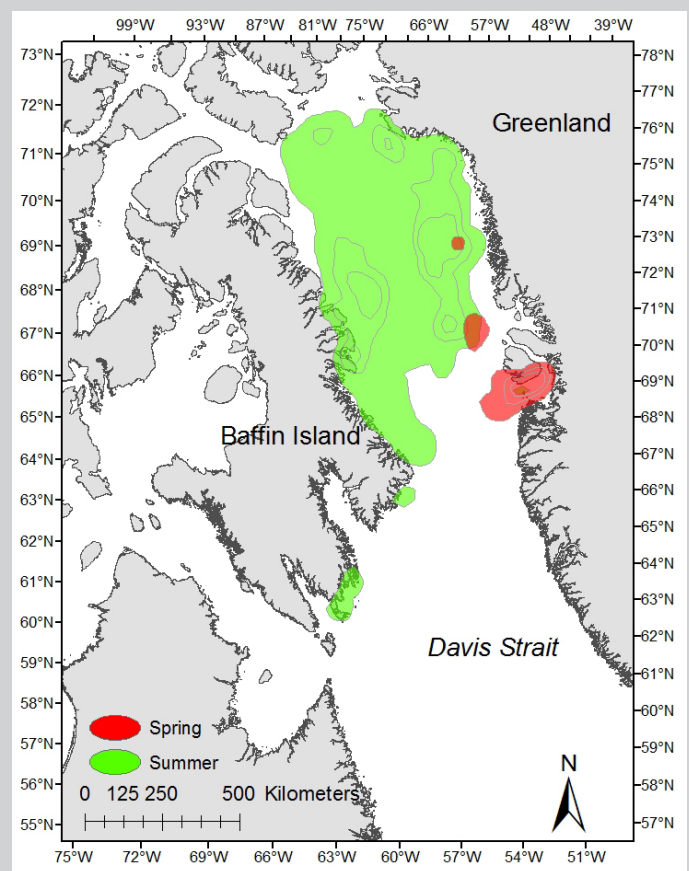 99°W 93°W 87°W 81°W 75°W 66°W 57°W 48°W 39°W
73°N 78°N
72°N 77°N
Greenland
76°N
71°N 75°N
70°N 74°N
69°N 73°N
72°N
68°N
71°N
67°N
70°N
66°N 69°N
65°N 68°N
Baffin Island
67°N
64°N
66°N
63°N
65°N
62°N
64°N
61°N
63°N
60°N
62°N
Davis Strait
59°N 61°N
58°N
60°N
Spring
57°N 59°N
Summer
N
56°N 58°N
0 125 250 500 Kilometers
55°N 57°N
75°W 72°W 69°W 66°W 63°W 60°W 57°W 54°W 51°W